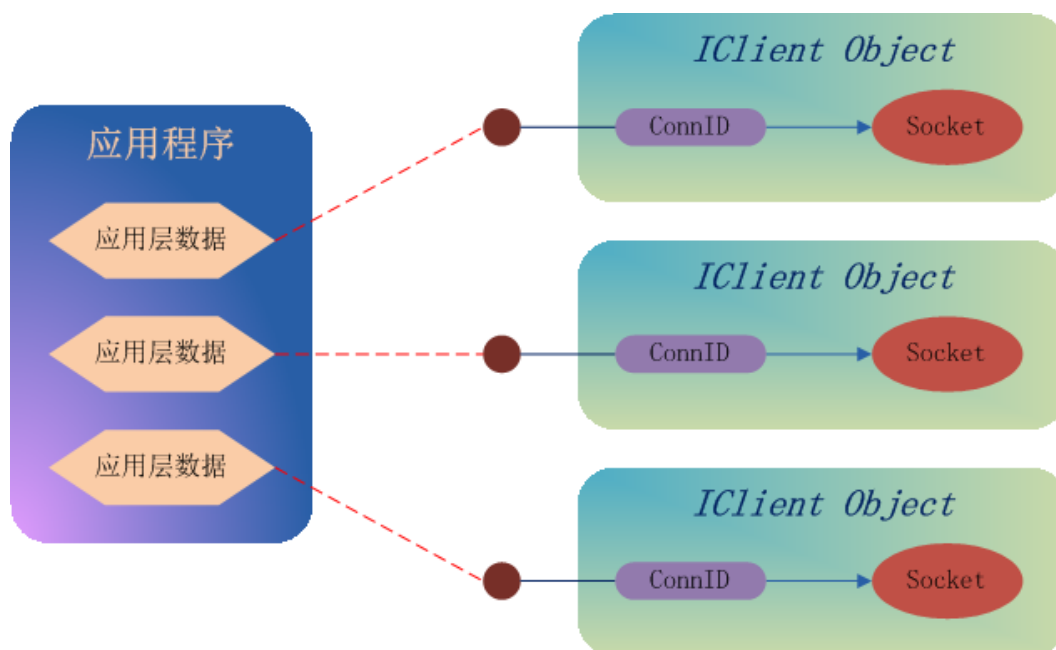 应用程序
应用层数据
应用层数据
应用层数据
IClient Object
ConnID
Socket
IClient Object
ConnID
Socket
IClient Object
ConnID
Socket